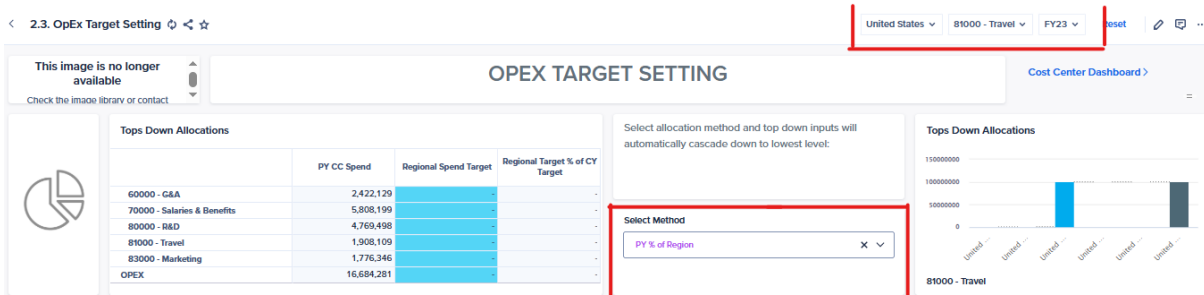 2.3. OpEx Target Setting
United States
81000 - Travel
FY23
Reset
This image is no longer
available
Check the image library or contact
OPEX TARGET SETTING
Cost Center Dashboard
Tops Down Allocations
PY CC Spend Regional Spend Target Regional Target % of CY
Target
60000 - G&A 2,422,129 - -
70000 - Salaries & Benefits 5,808,199 - -
80000 - R&D 4,769,498 - -
81000 - Travel 1,908,109 - -
83000 - Marketing 1,776,346 - -
OPEX 16,684,281 - -
Select allocation method and top down inputs will
automatically cascade down to lowest level:
Select Method
PY % of Region
Tops Down Allocations
150000000
100000000
50000000
0
United ...
United ...
United ...
United ...
United ...
United ...
81000 - Travel